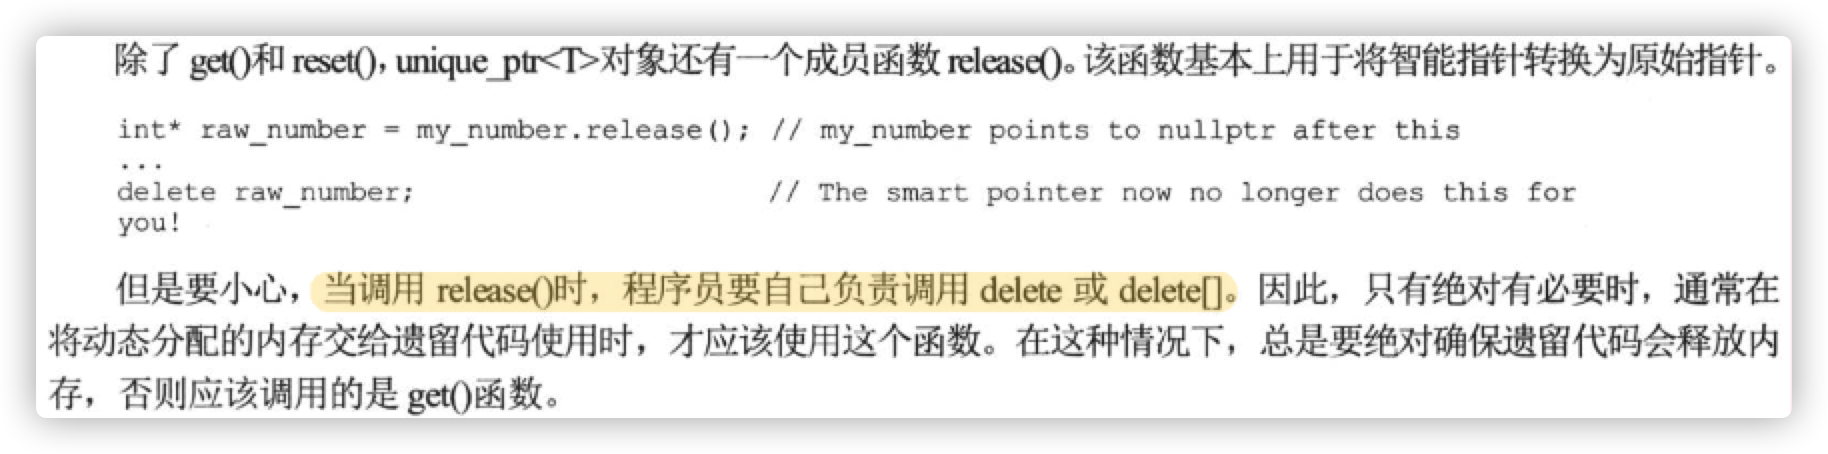 除了 get()和 reset()，unique_ptr<T>对象还有一个成员函数 release()。该函数基本上用于将智能指针转换为原始指针。
int* raw_number = my_number.release(); // my_number points to nullptr after this
...
delete raw_number; // The smart pointer now no longer does this for
you!
但是要小心，当调用 release()时，程序员要自己负责调用 delete 或 delete[]。因此，只有绝对有必要时，通常在
将动态分配的内存交给遗留代码使用时，才应该使用这个函数。在这种情况下，总是要绝对确保遗留代码会释放内
存，否则应该调用的是 get()函数。